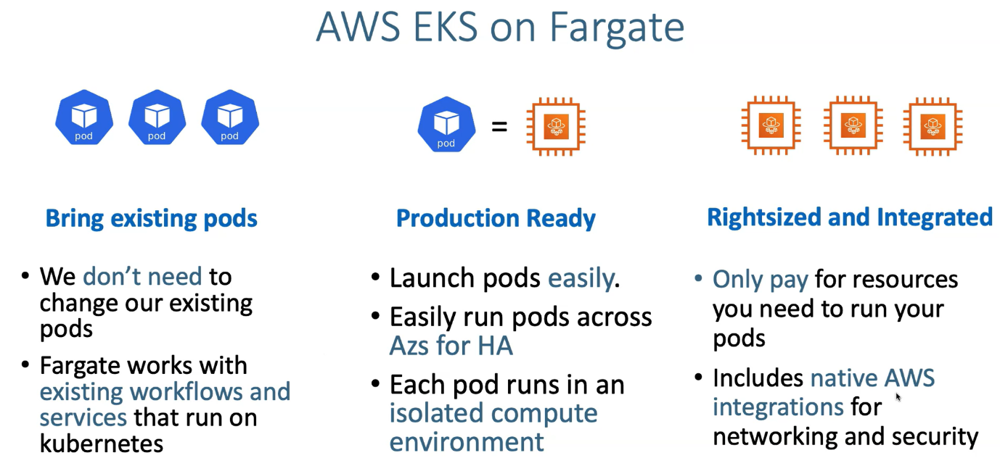 AWS EKS on Fargate
pod
pod
pod
pod
=
Bring existing pods
• We don’t need to
change our existing
pods
• Fargate works with
existing workflows and
services that run on
kubernetes
Production Ready
• Launch pods easily.
• Easily run pods across
Azs for HA
• Each pod runs in an
isolated compute
environment
Rightsized and Integrated
• Only pay for resources
you need to run your
pods
• Includes native AWS
integrations for
networking and security